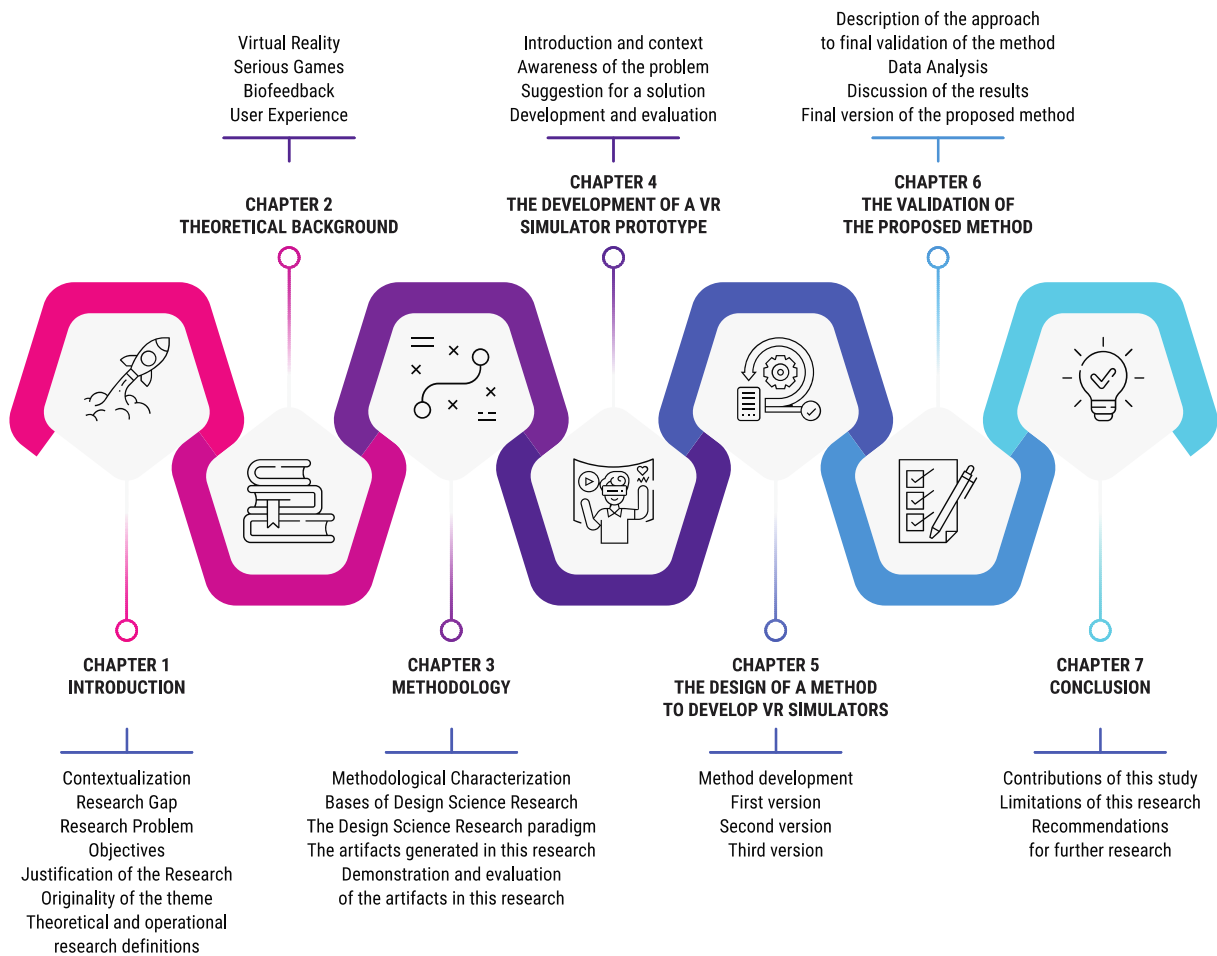 CHAPTER 1
INTRODUCTION
Contextualization
Research Gap
Research Problem
Objectives
Justification of the Research
Originality of the theme
Theoretical and operational
research definitions
Virtual Reality
Serious Games
Biofeedback
User Experience
CHAPTER 2
THEORETICAL BACKGROUND
CHAPTER 3
METHODOLOGY
Methodological Characterization
Bases of Design Science Research
The Design Science Research paradigm
The artifacts generated in this research
Demonstration and evaluation
of the artifacts in this research
Introduction and context
Awareness of the problem
Suggestion for a solution
Development and evaluation
CHAPTER 4
THE DEVELOPMENT OF A VR
SIMULATOR PROTOTYPE
CHAPTER 5
THE DESIGN OF A METHOD
TO DEVELOP VR SIMULATORS
Method development
First version
Second version
Third version
Description of the approach
to final validation of the method
Data Analysis
Discussion of the results
Final version of the proposed method
CHAPTER 6
THE VALIDATION OF
THE PROPOSED METHOD
CHAPTER 7
CONCLUSION
Contributions of this study
Limitations of this research
Recommendations
for further research